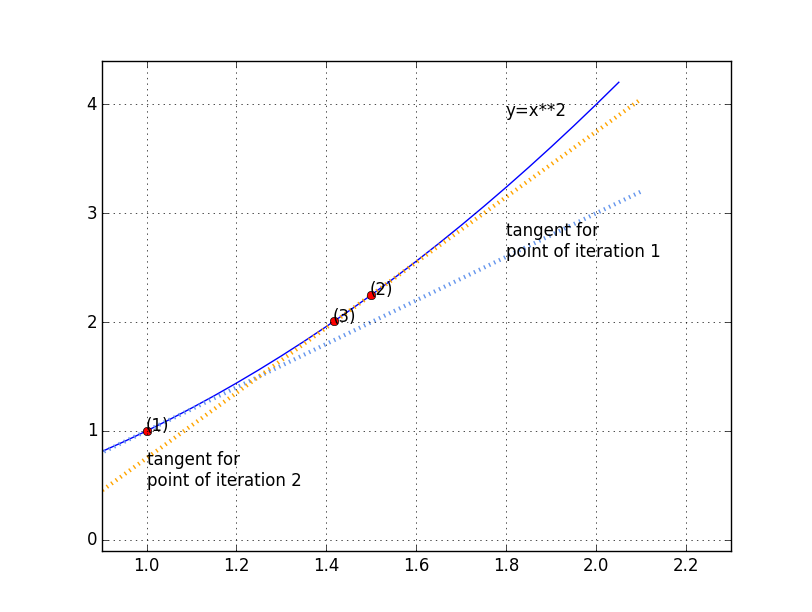 4
y=x**2
3
tangent for
point of iteration 1
(2)
(3)
2
(1)
1
tangent for
point of iteration 2
0
1.0 1.2 1.4 1.6 1.8 2.0 2.2